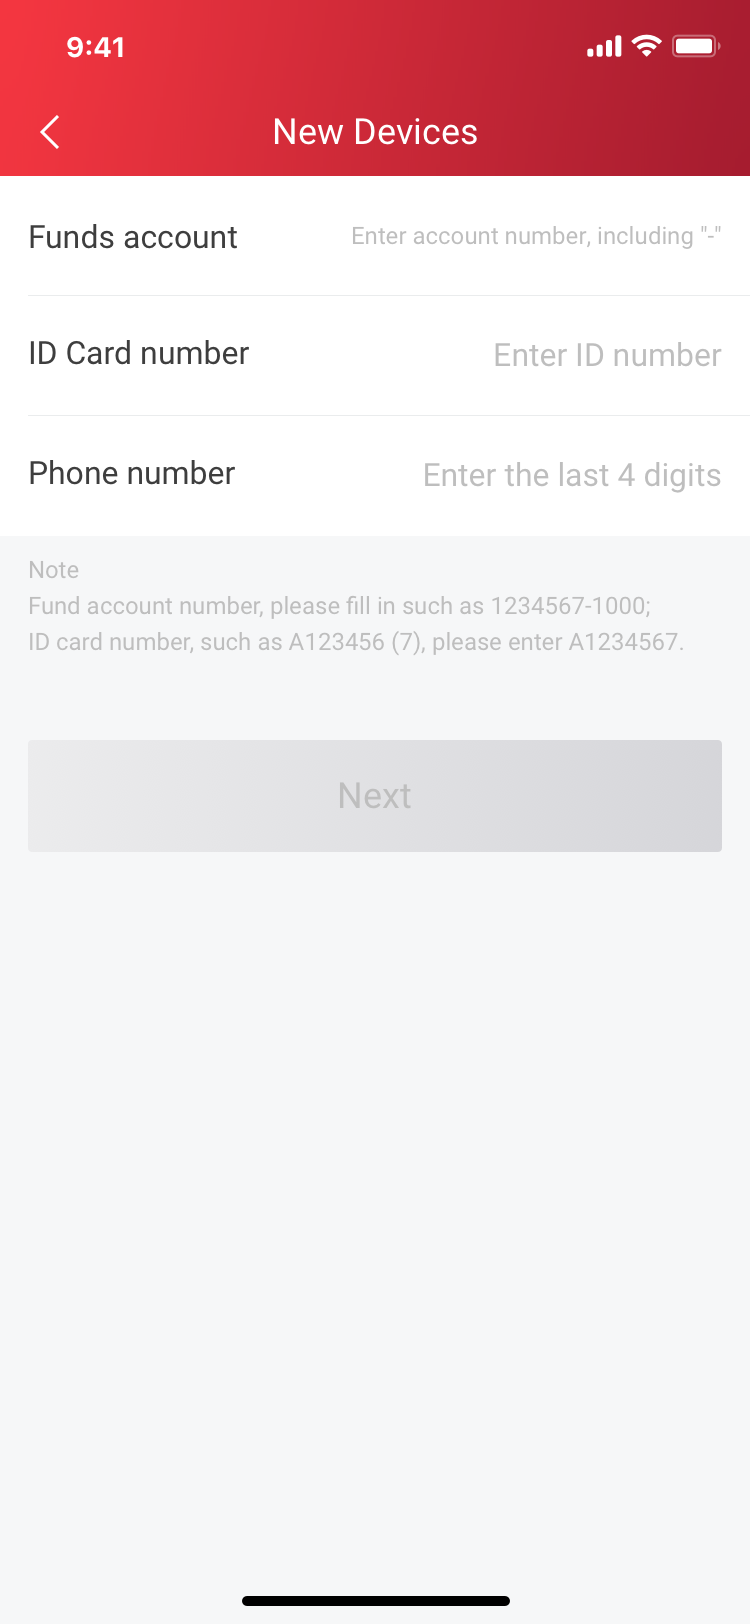 9:41
New Devices
Funds account Enter account number, including "-"
ID Card number Enter ID number
Phone number Enter the last 4 digits
Note
Fund account number, please fill in such as 1234567-1000;
ID card number, such as A123456 (7), please enter A1234567.
Next